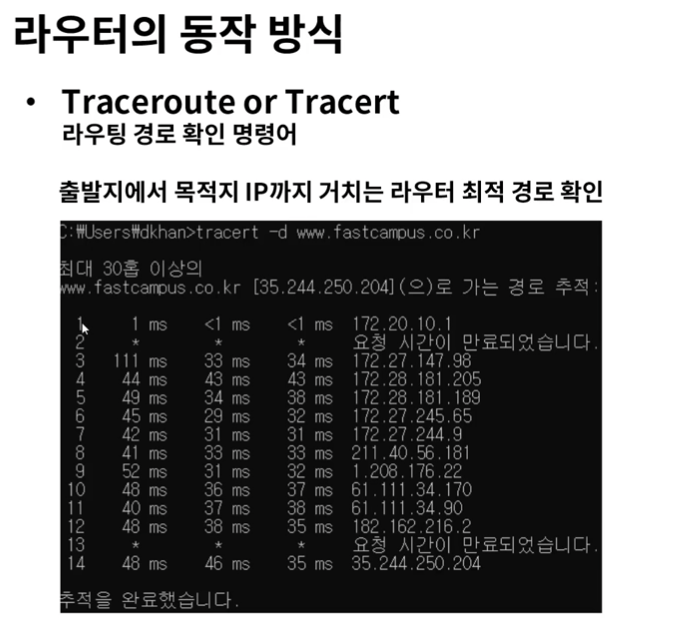 라우터의 동작 방식
• Traceroute or Tracert
라우팅 경로 확인 명령어
출발지에서 목적지 IP까지 거치는 라우터 최적 경로 확인
C:₩Users₩dkhan>tracert -d www.fastcampus.co.kr
최대 30홉 이상의
www.fastcampus.co.kr [35.244.250.204](으)로 가는 경로 추적:
1 1 ms <1 ms <1 ms 172.20.10.1
2 * * * 요청 시간이 만료되었습니다.
3 111 ms 33 ms 34 ms 172.27.147.98
4 44 ms 43 ms 43 ms 172.28.181.205
5 49 ms 34 ms 38 ms 172.28.181.189
6 45 ms 29 ms 32 ms 172.27.245.65
7 42 ms 31 ms 31 ms 172.27.244.9
8 41 ms 33 ms 33 ms 211.40.56.181
9 52 ms 31 ms 32 ms 1.208.176.22
10 48 ms 36 ms 37 ms 61.111.34.170
11 40 ms 37 ms 38 ms 61.111.34.90
12 48 ms 38 ms 35 ms 182.162.216.2
13 * * * 요청 시간이 만료되었습니다.
14 48 ms 46 ms 35 ms 35.244.250.204
추적을 완료했습니다.